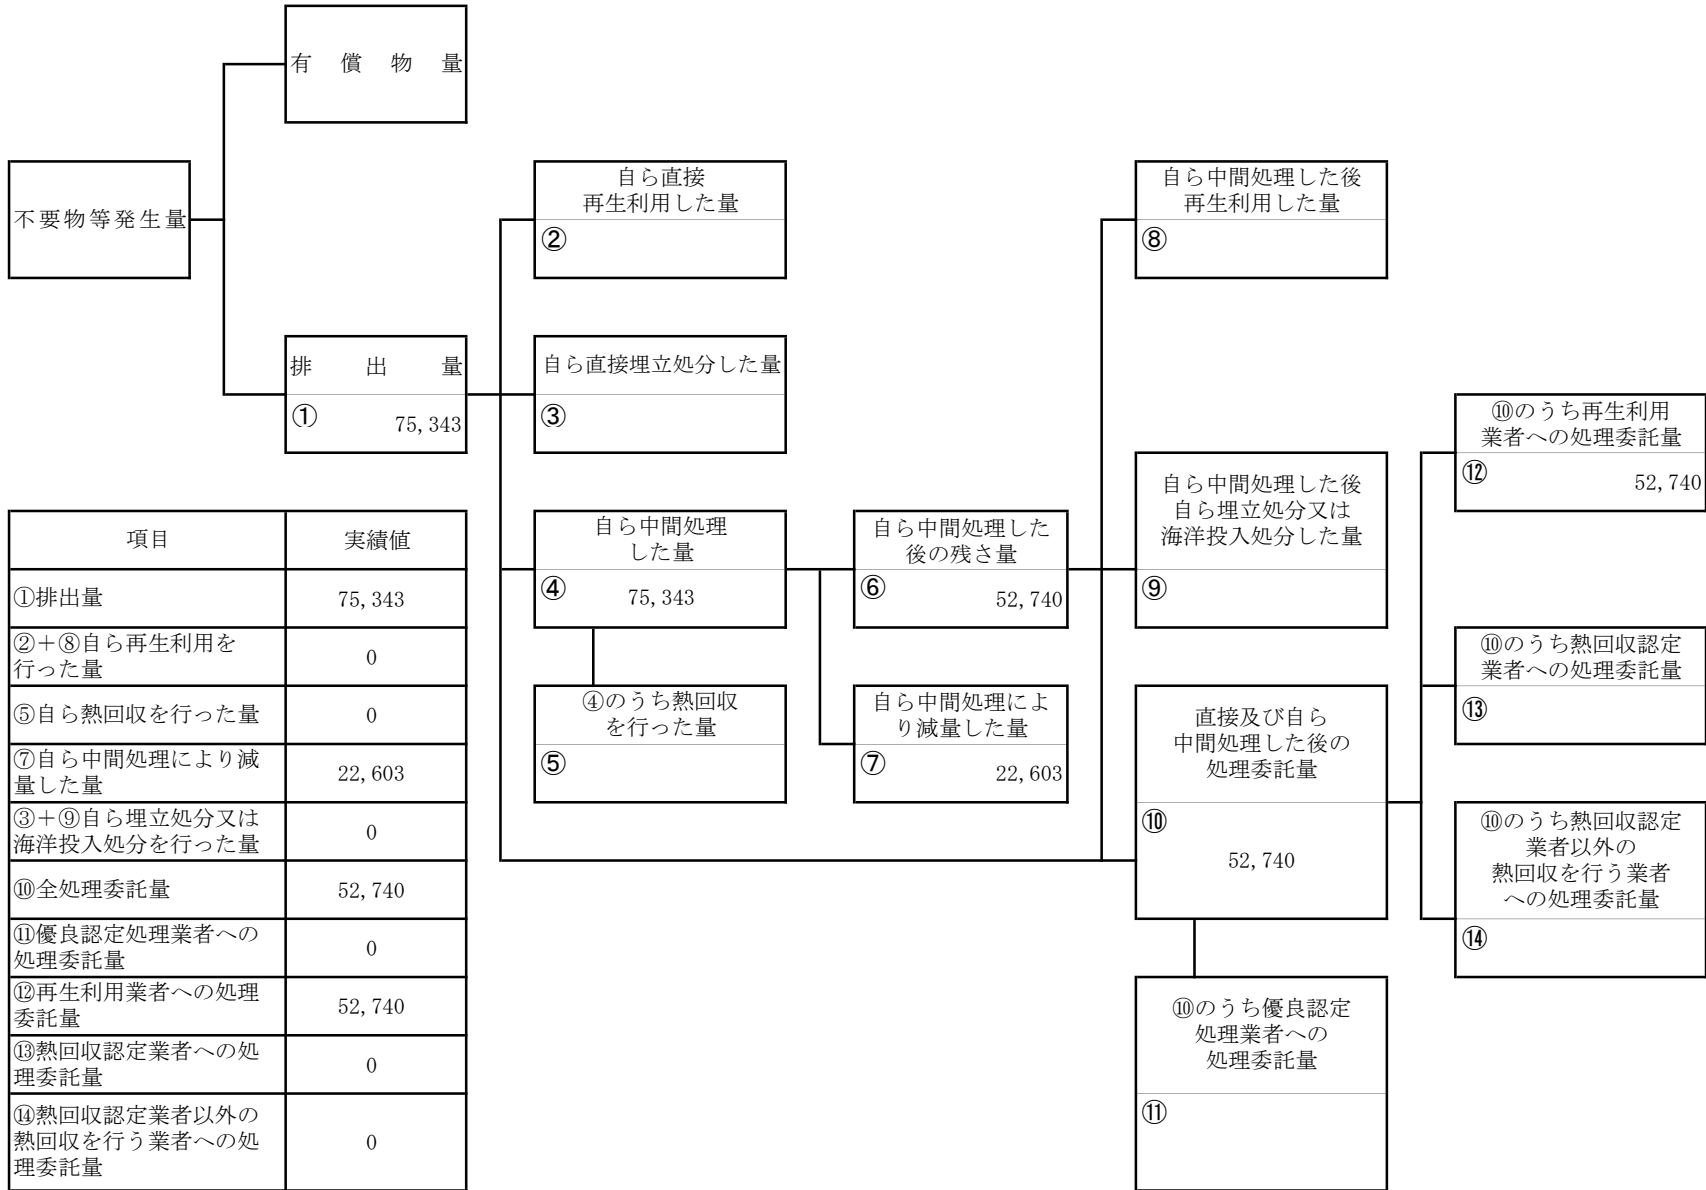 有償物量
不要物等発生量
自ら直接
再生利用した量
②
自ら中間処理した後
再生利用した量
⑧
排出量
① 75,343
自ら直接埋立処分した量
③
⑩のうち再生利用
業者への処理委託量
⑫ 52,740
自ら中間処理した後
自ら埋立処分又は
海洋投入処分した量
⑨
自ら中間処理
した量
④ 75,343
自ら中間処理した
後の残さ量
⑥ 52,740
⑩のうち熱回収認定
業者への処理委託量
⑬
④のうち熱回収
を行った量
⑤
自ら中間処理によ
り減量した量
⑦ 22,603
直接及び自ら
中間処理した後の
処理委託量
⑩
52,740
⑩のうち熱回収認定
業者以外の
熱回収を行う業者
への処理委託量
⑭
⑩のうち優良認定
処理業者への
処理委託量
⑪
項目 実績値
①排出量 75,343
②＋⑧自ら再生利用を
行った量 0
⑤自ら熱回収を行った量 0
⑦自ら中間処理により減
量した量 22,603
③＋⑨自ら埋立処分又は
海洋投入処分を行った量 0
⑩全処理委託量 52,740
⑪優良認定処理業者への
処理委託量 0
⑫再生利用業者への処理
委託量 52,740
⑬熱回収認定業者への処
理委託量 0
⑭熱回収認定業者以外の
熱回収を行う業者への処
理委託量 0